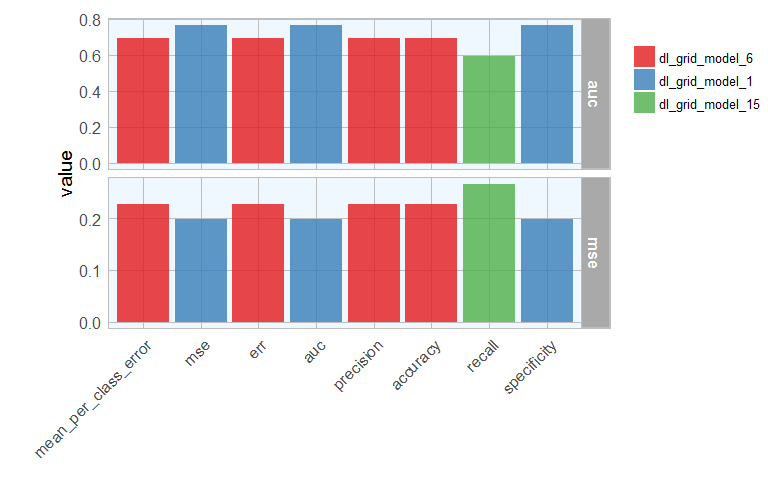 value
0.8
0.6
0.4
0.2
0.0
auc
0.2
0.1
0.0
mse
mean_per_class_error
mse
err
auc
precision
accuracy
recall
specificity
dl_grid_model_6
dl_grid_model_1
dl_grid_model_15